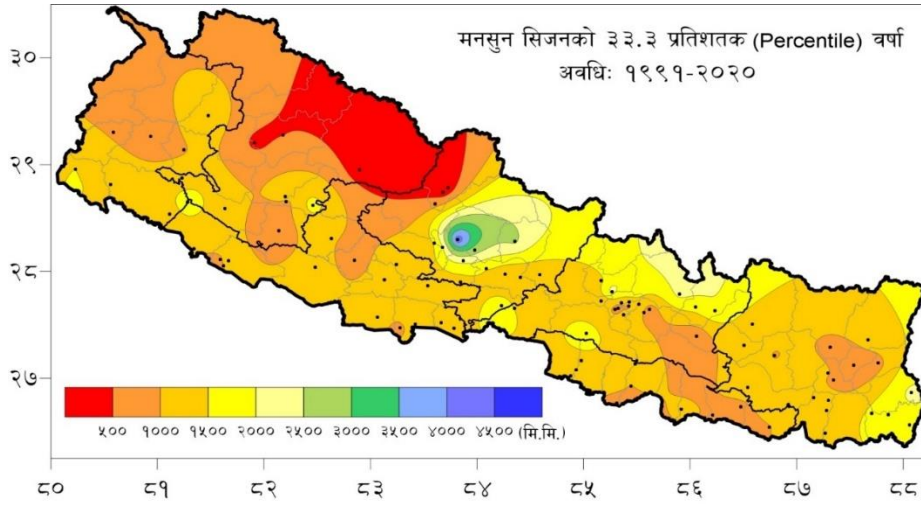 मनसुन सिजनको ३३.३ प्रतिशतक (Percentile) वर्षा
अवधिः १९९१-२०२०
३०
२९
२८
२७
५०० १००० १५०० २००० २५०० ३००० ३५०० ४००० ४५०० (मि.मि.)
८० ८१ ८२ ८३ ८४ ८५ ८६ ८७ ८८